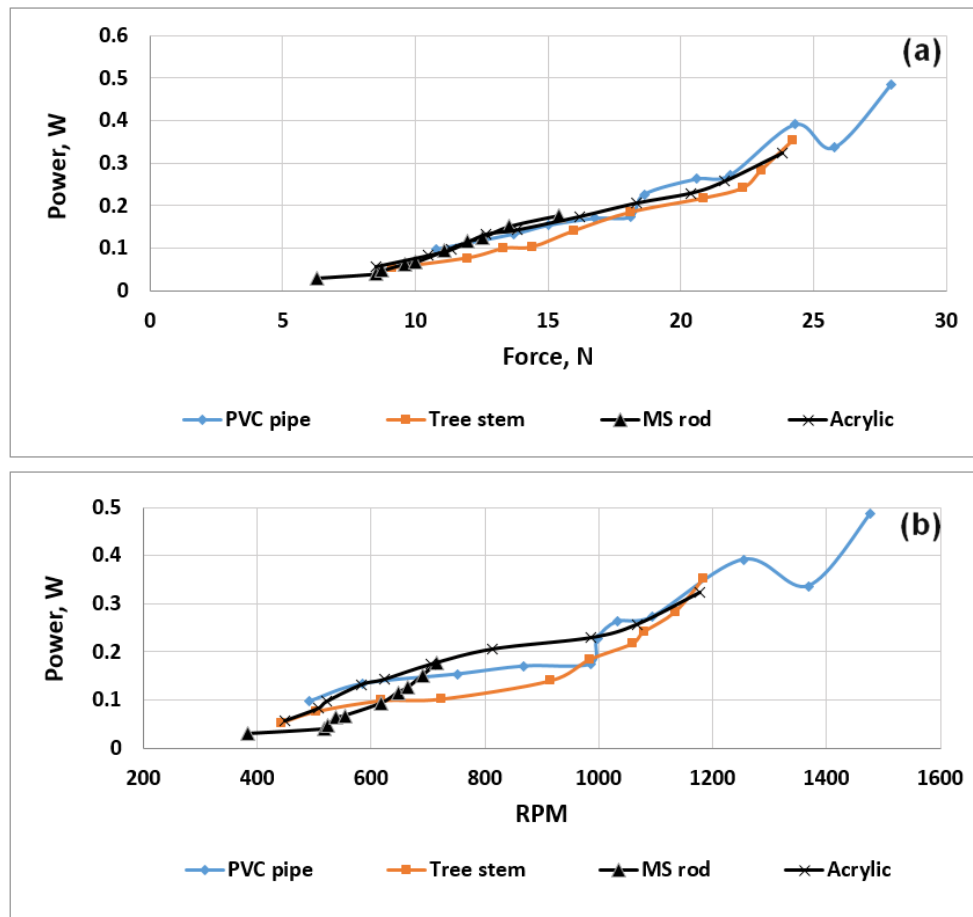 (a)
Power, W
0.6
0.5
0.4
0.3
0.2
0.1
0
0 5 10 15 20 25 30
Force, N
PVC pipe Tree stem MS rod Acrylic
(b)
Power, W
0.5
0.4
0.3
0.2
0.1
0
200 400 600 800 1000 1200 1400 1600
RPM
PVC pipe Tree stem MS rod Acrylic